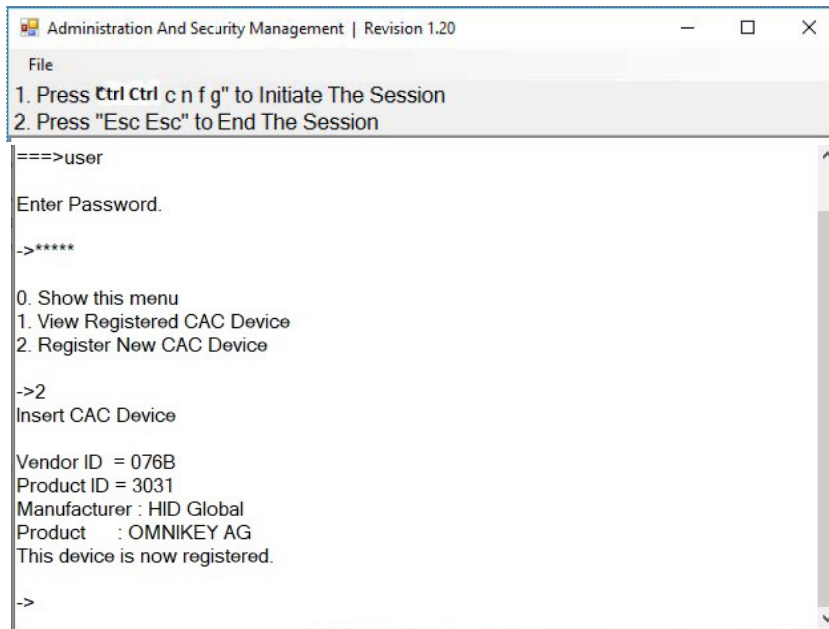 Administration And Security Management | Revision 1.20
File
1. Press "Ctrl Ctrl c n f g" to Initiate The Session
2. Press "Esc Esc" to End The Session
===>user
Enter Password.
->*****
0. Show this menu
1. View Registered CAC Device
2. Register New CAC Device
->2
Insert CAC Device
Vendor ID = 076B
Product ID = 3031
Manufacturer : HID Global
Product : OMNIKEY AG
This device is now registered.
->